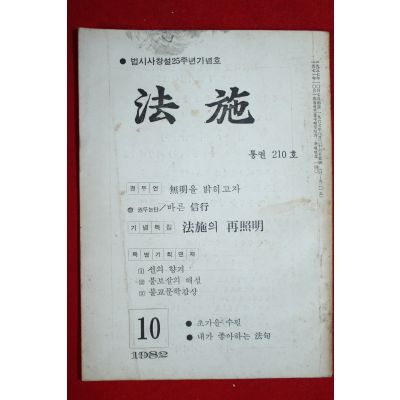 ● 법시사창설25주년기념호
法施
통권 210 호
권두언 無明을 밝히고자
권두논단/바른 信行
기념특집 法施의 再照明
특별기획연재
① 선의 향기
② 불보살의 해설
③ 불교문학감상
10
1982
● 초가을 수필
● 내가 좋아하는 法句